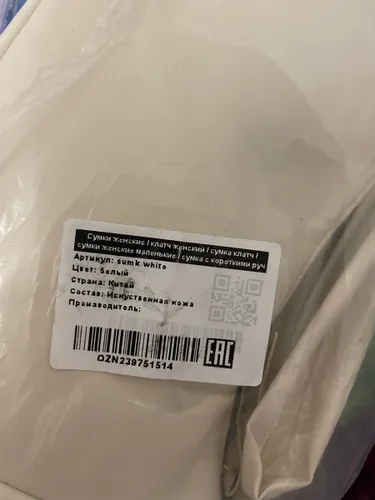 Сумки женские / клатч женский / сумка клатч /
сумки женские маленькие / сумка с короткими руч
Артикул: sumk.white
Цвет: белый
Страна: Китай
Состав: Искуственная кожа
Производитель:
EAC
OZN239751514